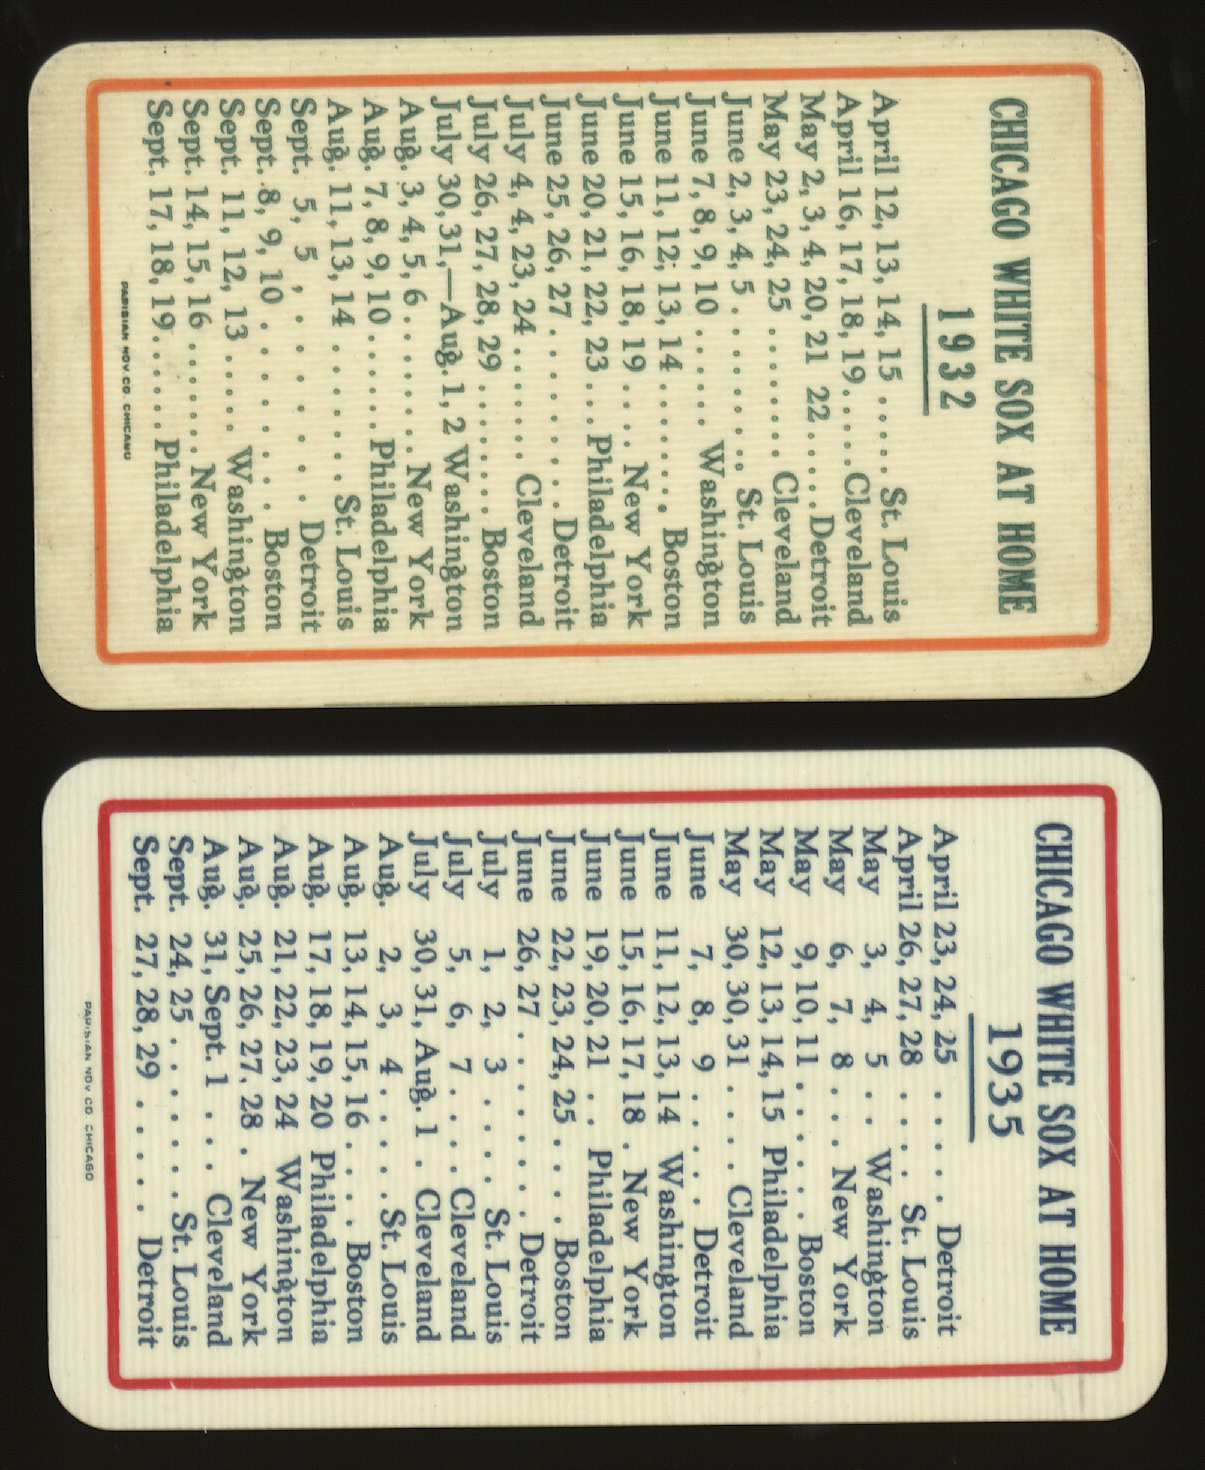 CHICAGO WHITE SOX AT HOME
1932
April 12, 13, 14, 15 ..... St. Louis
April 16, 17, 18, 19.....Cleveland
May 2, 3, 4, 20, 21 22.....Detroit
May 23, 24, 25 ......... Cleveland
June 2, 3, 4, 5 ......... St. Louis
June 7, 8, 9, 10 ...... Washington
June 11, 12, 13, 14 ........ Boston
June 15, 16, 18, 19 .... New York
June 20, 21, 22, 23 ... Philadelphia
June 25, 26, 27 .......... Detroit
July 4, 4, 23, 24 ....... Cleveland
July 26, 27, 28, 29 ....... Boston
July 30, 31,—Aug. 1, 2 Washington
Aug. 3, 4, 5, 6 ......... New York
Aug. 7, 8, 9, 10 ...... Philadelphia
Aug. 11, 13, 14 ....... St. Louis
Sept. 5, 5 , . . . . . . Detroit
Sept. 8, 9, 10 . . . . . . Boston
Sept. 11, 12, 13 ..... Washington
Sept. 14, 15, 16 ....... New York
Sept. 17, 18, 19 ..... Philadelphia
PARISIAN NOV. CO. CHICAGO
CHICAGO WHITE SOX AT HOME
1935
April 23, 24, 25 . . . . . Detroit
April 26, 27, 28 . . . . St. Louis
May 3, 4, 5 . . Washington
May 6, 7, 8 . . . New York
May 9, 10, 11 . . . . . . Boston
May 12, 13, 14, 15 Philadelphia
May 30, 30, 31 . . . . Cleveland
June 7, 8, 9 . . . . . Detroit
June 11, 12, 13, 14 Washington
June 15, 16, 17, 18 . New York
June 19, 20, 21 . . Philadelphia
June 22, 23, 24, 25 . . . . Boston
June 26, 27 . . . . . . . . Detroit
July 1, 2, 3 . . . . . St. Louis
July 5, 6, 7 . . . . Cleveland
July 30, 31, Aug. 1 . Cleveland
Aug. 2, 3, 4 . . . . . St. Louis
Aug. 13, 14, 15, 16 . . . . Boston
Aug. 17, 18, 19, 20 Philadelphia
Aug. 21, 22, 23, 24 Washington
Aug. 25, 26, 27. 28 . New York
Aug. 31, Sept. 1 . . . Cleveland
Sept. 24, 25 . . . . . . . St. Louis
Sept. 27, 28, 29 . . . . . Detroit
PARISIAN NOV CO. CHICAGO